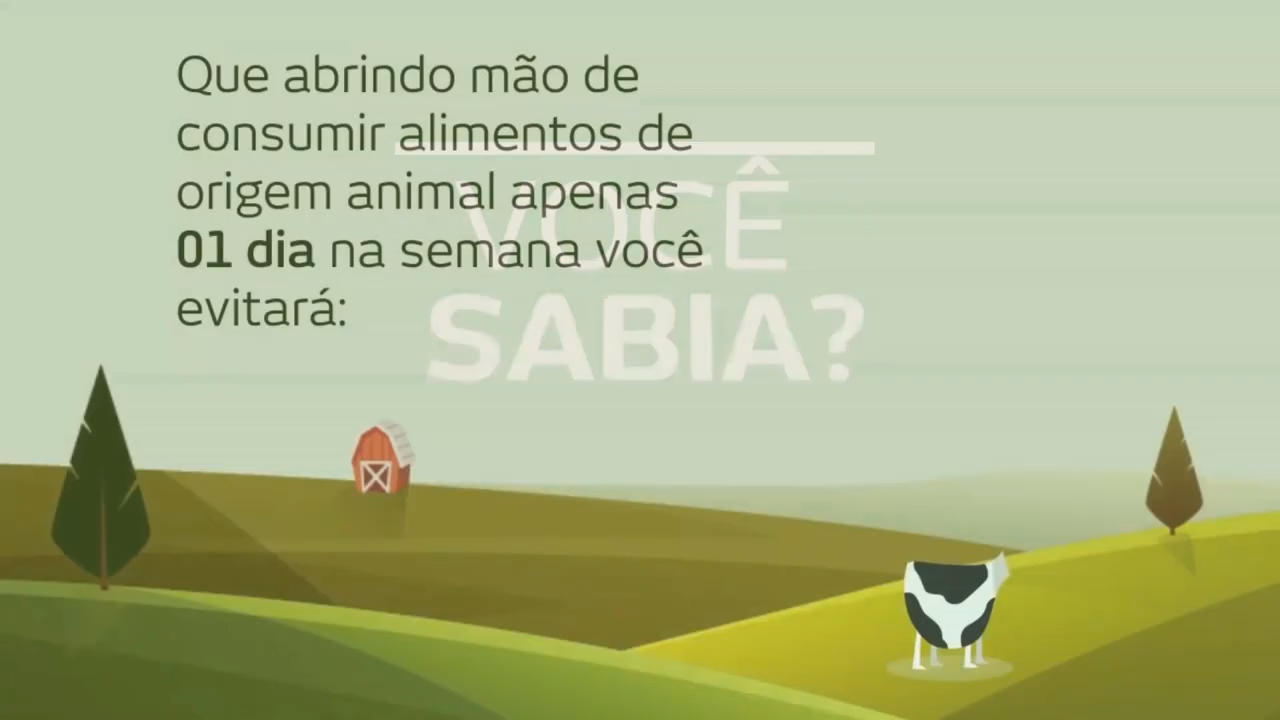 VOCÊ
SABIA?
Que abrindo mão de
consumir alimentos de
origem animal apenas
01 dia na semana você
evitará: